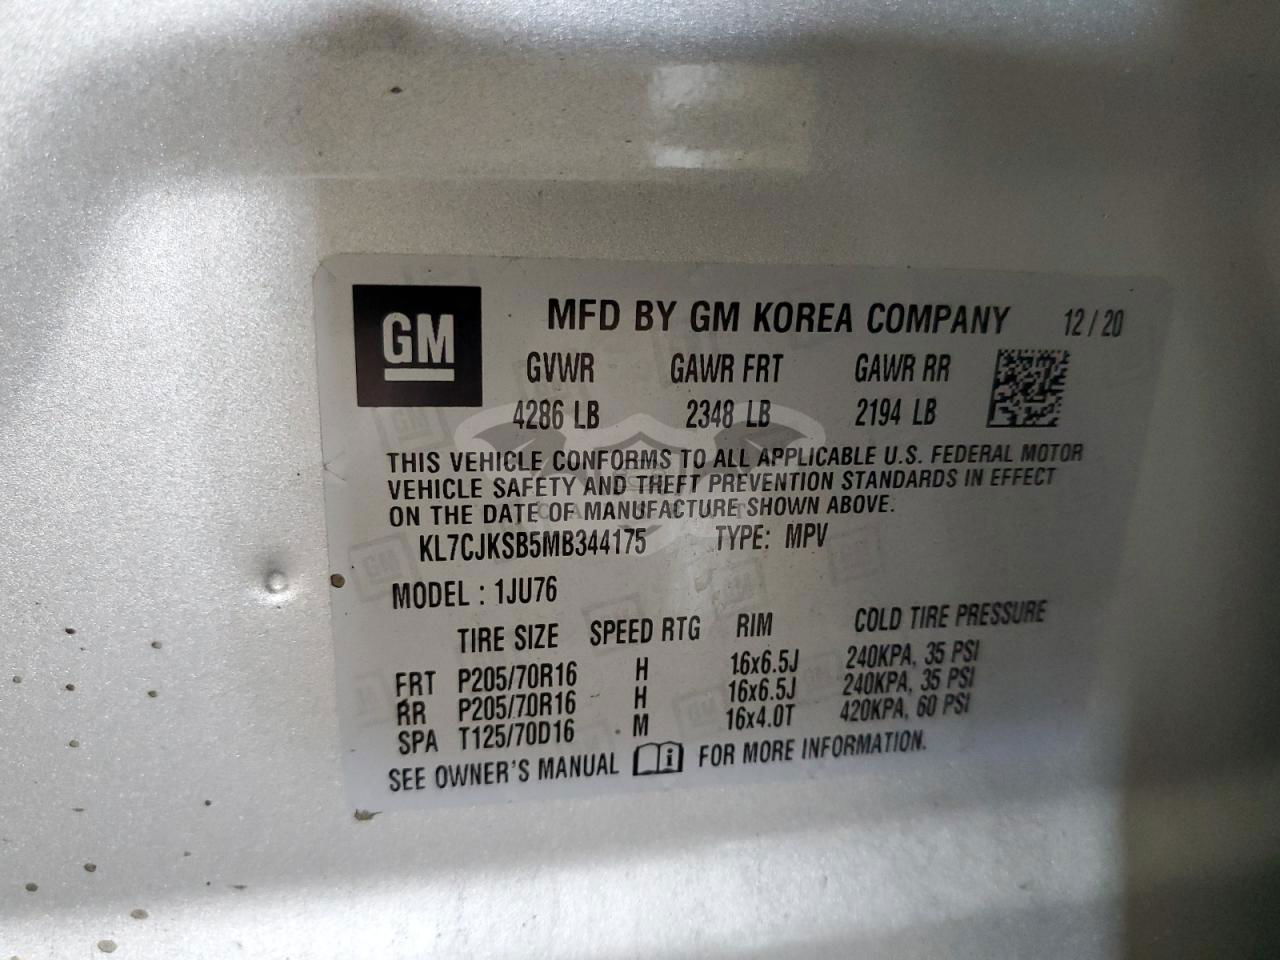 GM
MFD BY GM KOREA COMPANY 12/20
GVWR GAWR FRT GAWR RR
4286 LB 2348 LB 2194 LB
THIS VEHICLE CONFORMS TO ALL APPLICABLE U.S. FEDERAL MOTOR
VEHICLE SAFETY AND THEFT PREVENTION STANDARDS IN EFFECT
ON THE DATE OF MANUFACTURE SHOWN ABOVE.
KL7CJKSB5MB344175 TYPE: MPV
MODEL : 1JU76
TIRE SIZE SPEED RTG RIM COLD TIRE PRESSURE
FRT P205/70R16 H 16x6.5J 240KPA, 35 PSI
RR P205/70R16 H 16x6.5J 240KPA, 35 PSI
SPA T125/70D16 M 16x4.0T 420KPA, 60 PSI
SEE OWNER'S MANUAL FOR MORE INFORMATION.